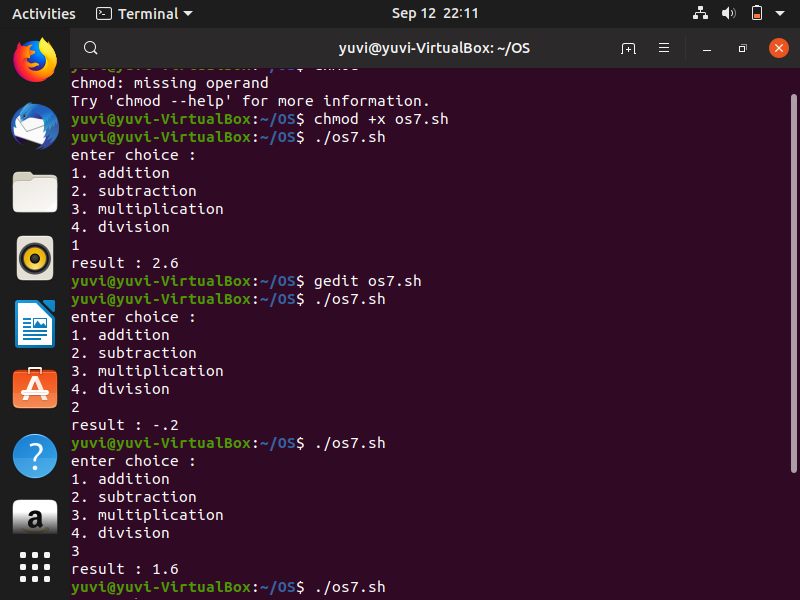 Activities Terminal Sep 12 22:11
yuvi@yuvi-VirtualBox: ~/OS
chmod: missing operand
Try 'chmod --help' for more information.
yuvi@yuvi-VirtualBox:~/OS$ chmod +x os7.sh
yuvi@yuvi-VirtualBox:~/OS$ ./os7.sh
enter choice :
1. addition
2. subtraction
3. multiplication
4. division
1
result : 2.6
yuvi@yuvi-VirtualBox:~/OS$ gedit os7.sh
yuvi@yuvi-VirtualBox:~/OS$ ./os7.sh
enter choice :
1. addition
2. subtraction
3. multiplication
4. division
2
result : -.2
yuvi@yuvi-VirtualBox:~/OS$ ./os7.sh
enter choice :
1. addition
2. subtraction
3. multiplication
4. division
3
result : 1.6
yuvi@yuvi-VirtualBox:~/OS$ ./os7.sh